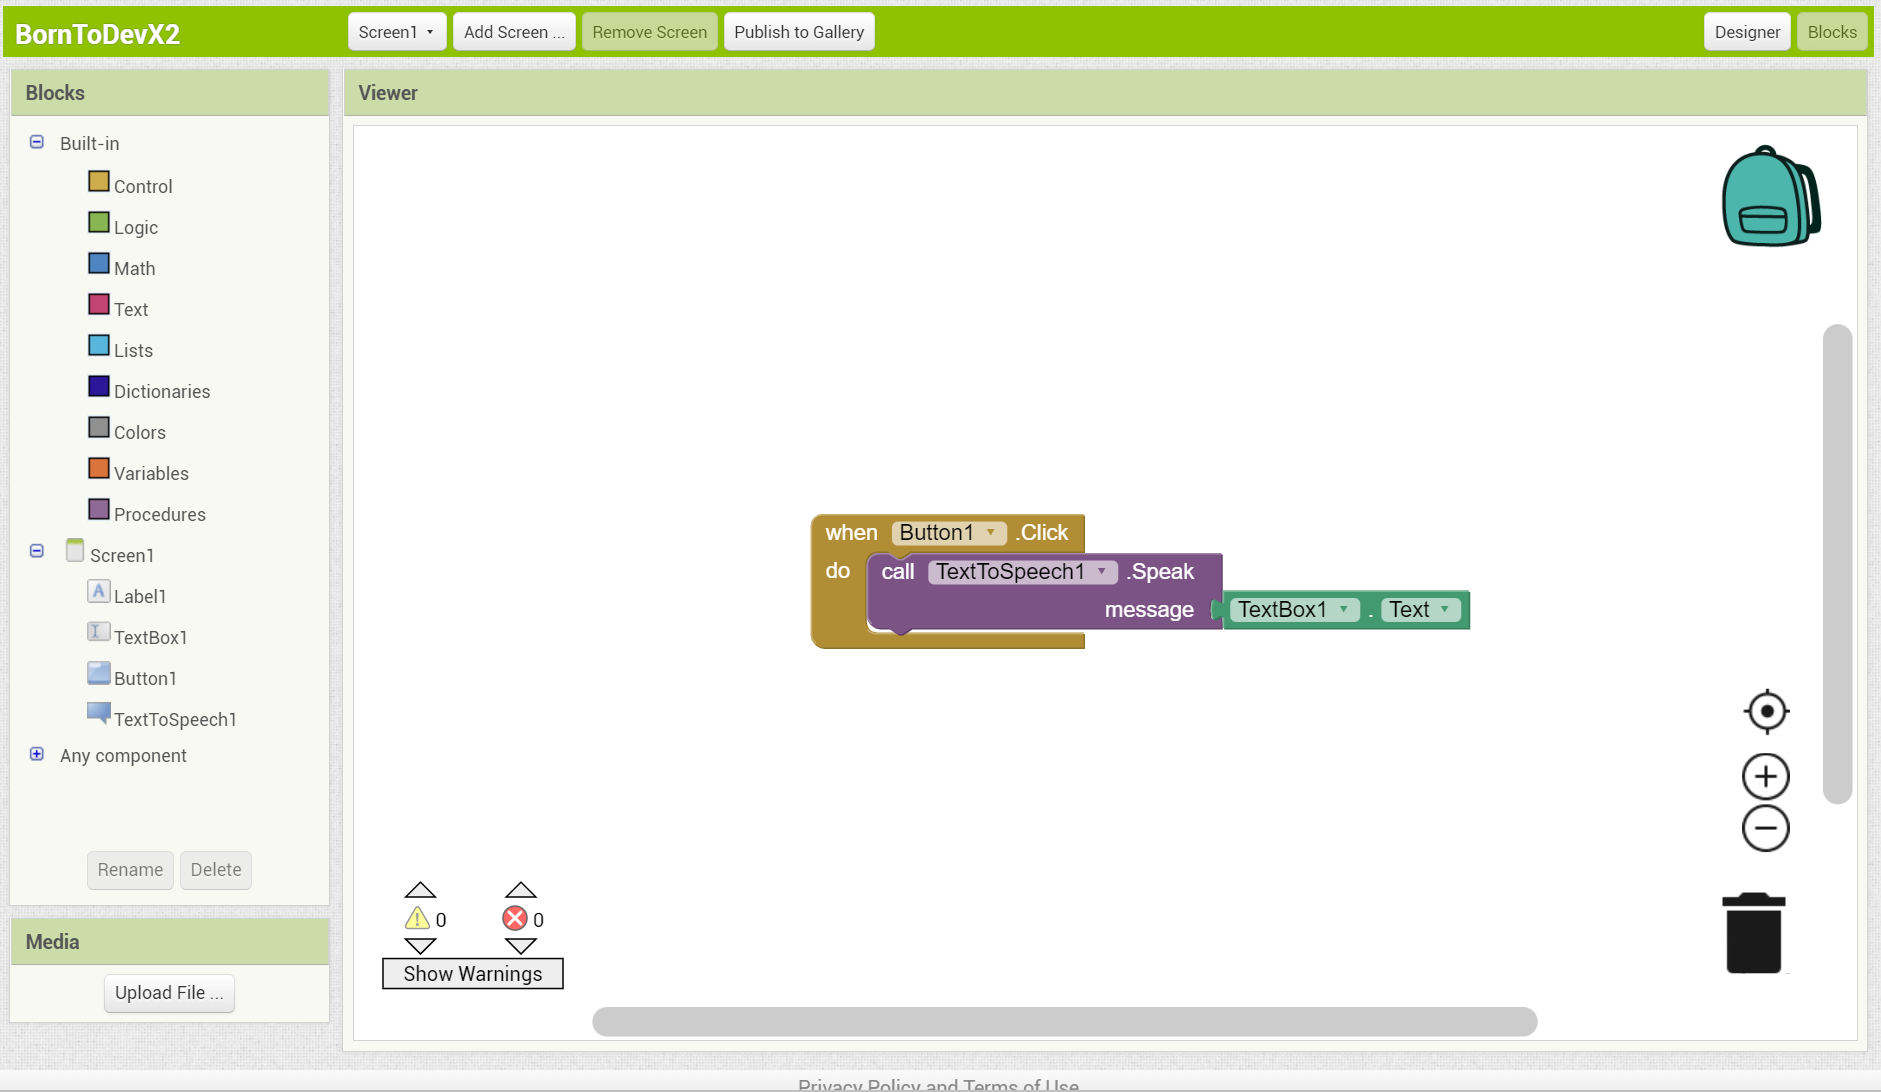 BornToDevX2
Screen1
Add Screen ...
Remove Screen
Publish to Gallery
Designer
Blocks
Blocks
Built-in
Control
Logic
Math
Text
Lists
Dictionaries
Colors
Variables
Procedures
Screen1
Label1
TextBox1
Button1
TextToSpeech1
Any component
Rename
Delete
Media
Upload File ...
Viewer
when Button1 .Click
do call TextToSpeech1 .Speak
message TextBox1 . Text
0
0
Show Warnings
Privacy Policy and Terms of Use